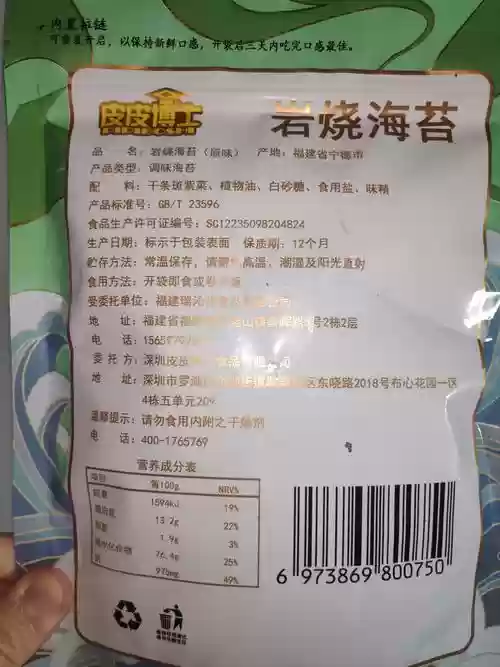 内置拉链
可重复开启，以保持新鲜口感，开袋后三天内吃完口感最佳。
皮皮博士
岩烧海苔
品 名：岩烧海苔（原味） 产地：福建省宁德市
产品类型：调味海苔
配 料：干条斑紫菜、植物油、白砂糖、食用盐、味精
产品标准号：GB/T 23596
食品生产许可证编号：SC12235098204824
生产日期：标示于包装表面 保质期：12个月
贮存方法：常温保存，请 高温、潮湿及阳光直射
食用方法：开袋即食或
受委托单位：福建瑞
地 址：福建省福 号2栋2层
电 话：1565
委 托 方：深圳皮皮 食品 司
地 址：深圳市罗湖 区东晓路2018号布心花园一区
4栋五单元20
温馨提示：请勿食用内附之干燥剂
电 话：400-1765769
营养成分表
项目 每100g NRV%
能量 1594kJ 19%
13.2g 22%
1.9g 3%
碳水化合物 76.4g 25%
钠 975mg 49%
6 973869 800750